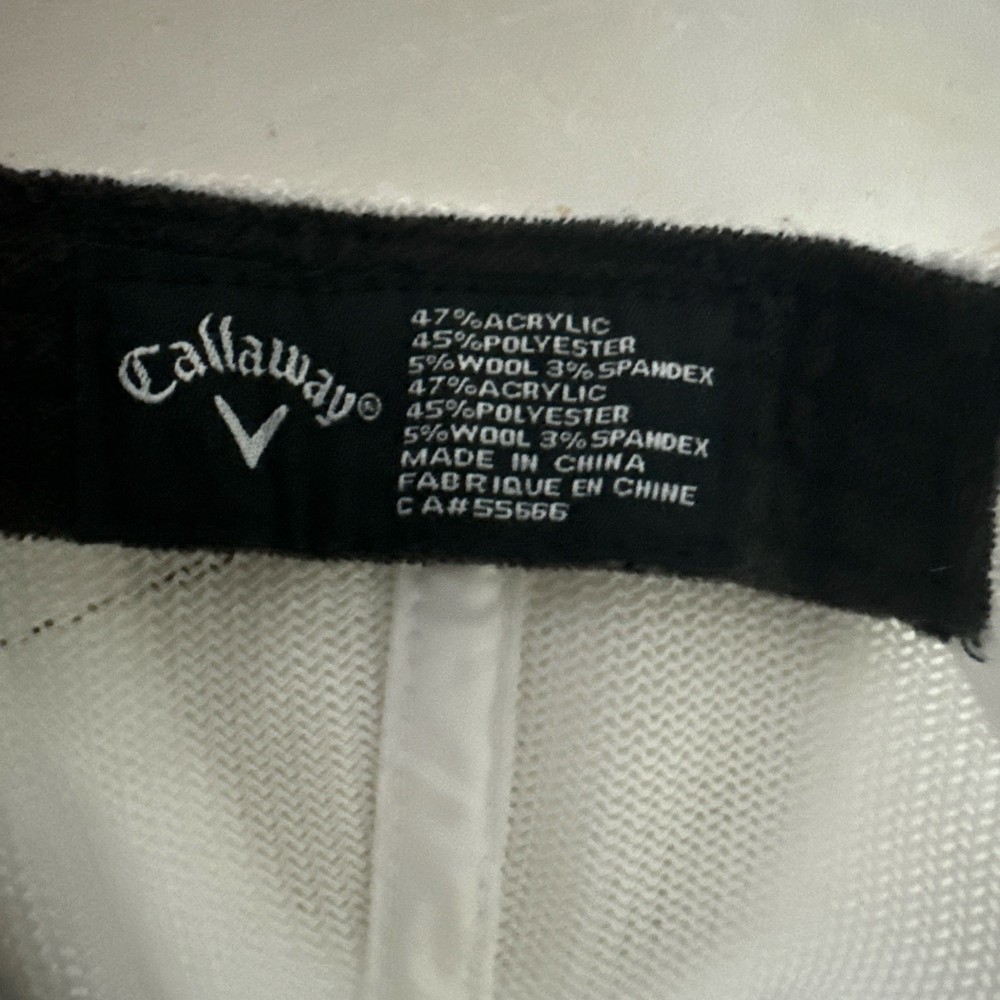 Callaway®
47%ACRYLIC
45%POLYESTER
5%WOOL 3%SPANDEX
47%ACRYLIC
45%POLYESTER
5%WOOL 3%SPANDEX
MADE IN CHINA
FABRIQUE EN CHINE
CA#55666